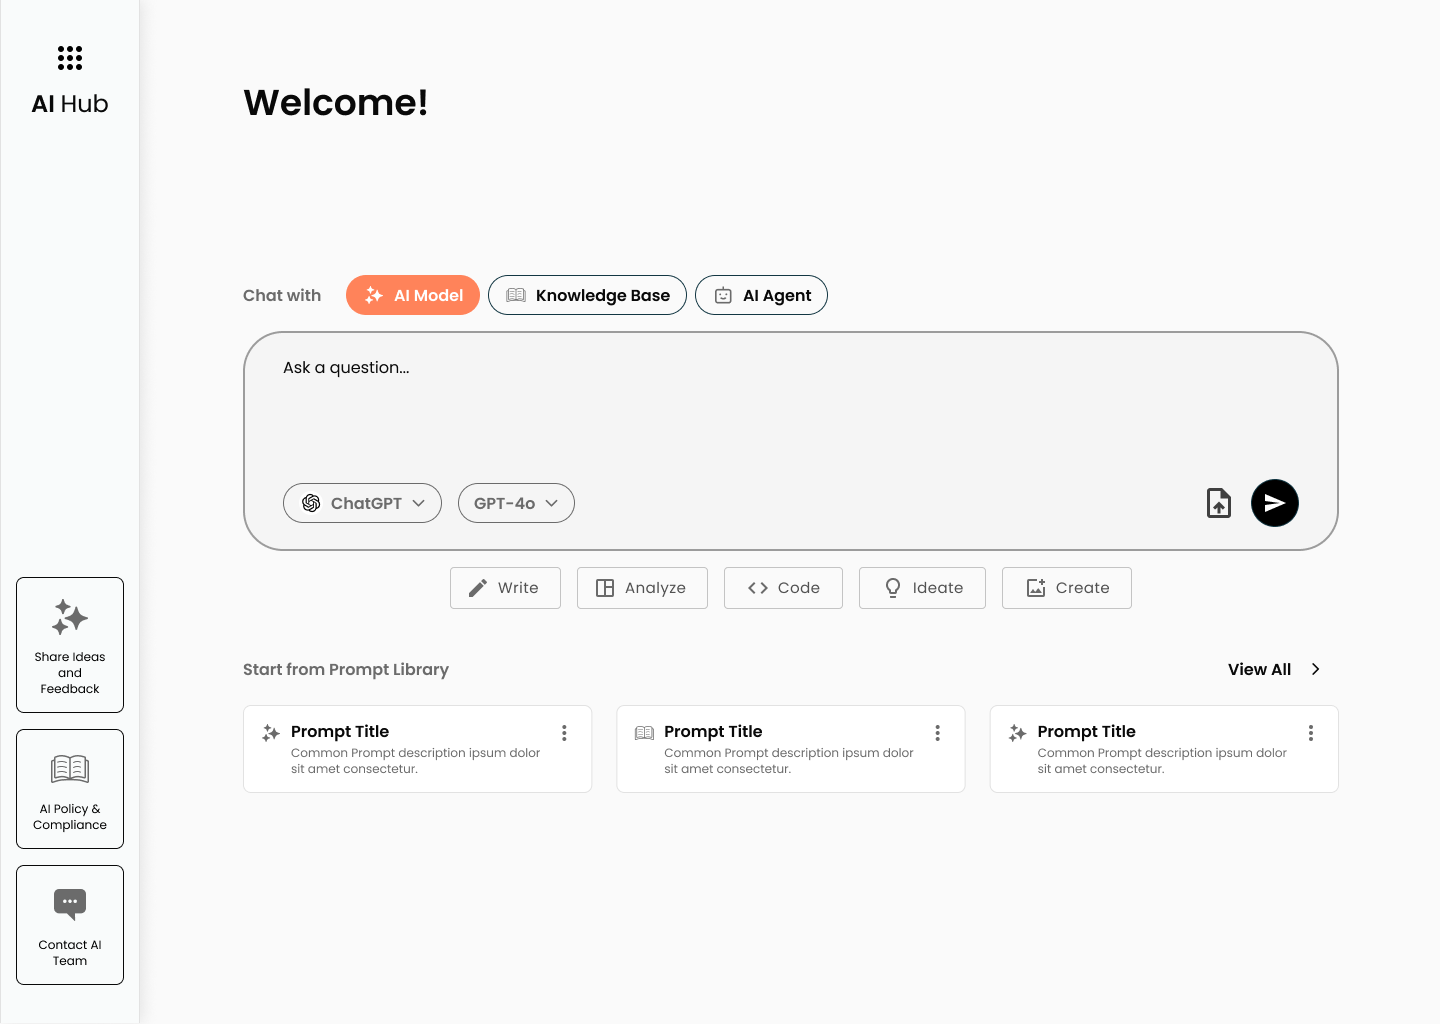 AI Hub
Welcome!
Chat with
AI Model
Knowledge Base
AI Agent
Ask a question...
ChatGPT
GPT-4o
Write
Analyze
Code
Ideate
Create
Start from Prompt Library
View All
Prompt Title
Common Prompt description ipsum dolor
sit amet consectetur.
Prompt Title
Common Prompt description ipsum dolor
sit amet consectetur.
Prompt Title
Common Prompt description ipsum dolor
sit amet consectetur.
Share Ideas
and
Feedback
AI Policy &
Compliance
Contact AI
Team